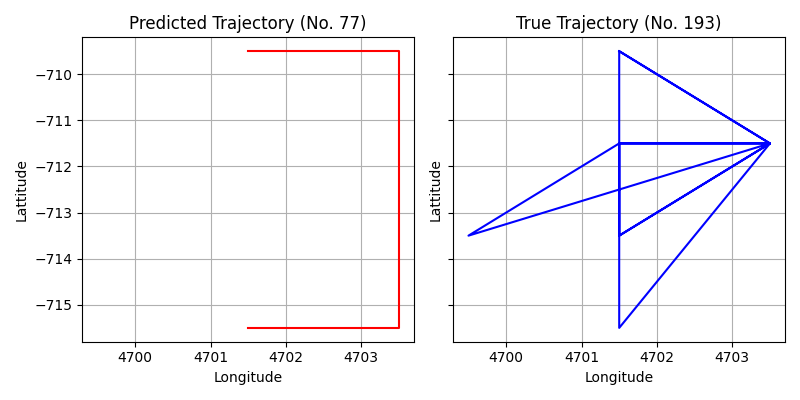 Predicted Trajectory (No. 77)
True Trajectory (No. 193)
Lattitude
−710
−711
−712
−713
−714
−715
4700
4701
4702
4703
Longitude
Lattitude
4700
4701
4702
4703
Longitude